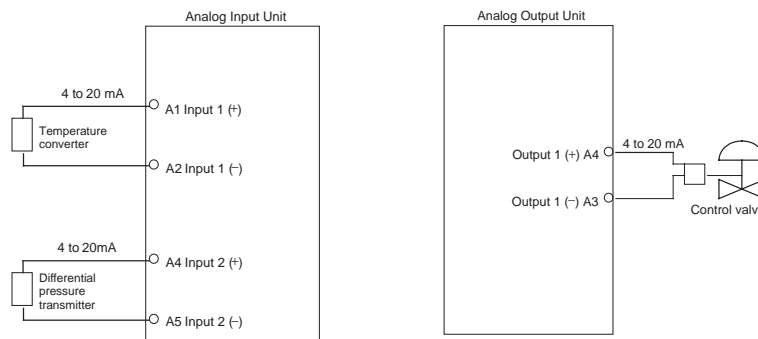 Analog Input Unit
4 to 20 mA
A1 Input 1 (+)
Temperature
converter
A2 Input 1 (−)
4 to 20mA
A4 Input 2 (+)
Differential
pressure
transmitter
A5 Input 2 (−)
Analog Output Unit
Output 1 (+) A4
4 to 20 mA
Output 1 (−) A3
Control valv